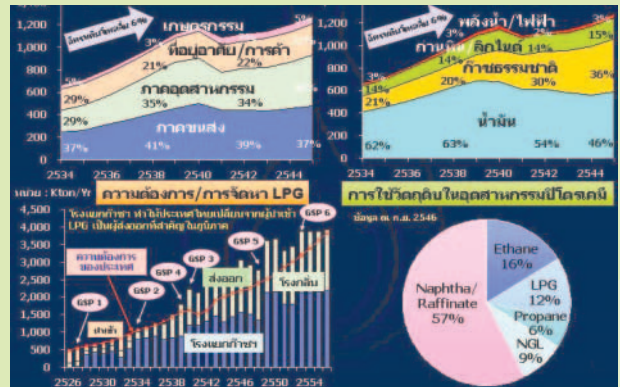 อัตราเติบโตเฉลี่ย 6%
เกษตรกรรม
ที่อยู่อาศัย/การค้า
ภาคอุตสาหกรรม
ภาคขนส่ง
1,000
800
600
400
200
0
5%
29%
29%
37%
3%
21%
35%
41%
22%
34%
39%
5%
37%
2534
2538
2540
2542
2544
อัตราเติบโตเฉลี่ย 6%
พลังน้ำ/ไฟฟ้า
ถ่านหิน/ลิกไนต์
ก๊าซธรรมชาติ
น้ำมัน
1,000
800
600
400
200
0
3%
14%
21%
62%
3%
14%
20%
63%
2%
14%
30%
54%
3%
15%
36%
46%
2534
2538
2540
2542
2544
หน่วย : Kton/Yr
ความต้องการ/การจัดหา LPG
โรงแยกก๊าซฯ ทำให้ประเทศไทยเปลี่ยนจากผู้นำเข้า
LPG เป็นผู้ส่งออกที่สำคัญในภูมิภาค
4,500
4,000
3,500
3,000
2,500
2,000
1,500
1,000
500
0
ความต้องการ
ของประเทศ
GSP 1
GSP 2
GSP 3
GSP 4
GSP 5
GSP 6
นำเข้า
ส่งออก
โรงกลั่น
โรงแยกก๊าซฯ
2526
2530
2534
2538
2542
2546
2550
2554
การใช้วัตถุดิบในอุตสาหกรรมปิโตรเคมี
ข้อมูล ณ ก.ย. 2546
Ethane
16%
LPG
12%
Propane
6%
NGL
9%
Naphtha/
Raffinate
57%